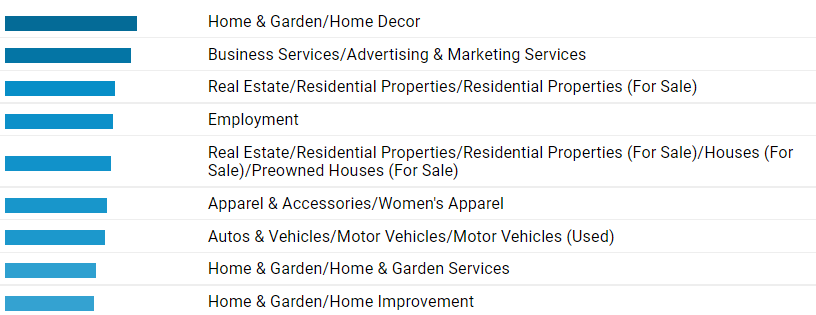 Home & Garden/Home Decor
Business Services/Advertising & Marketing Services
Real Estate/Residential Properties/Residential Properties (For Sale)
Employment
Real Estate/Residential Properties/Residential Properties (For Sale)/Houses (For
Sale)/Preowned Houses (For Sale)
Apparel & Accessories/Women's Apparel
Autos & Vehicles/Motor Vehicles/Motor Vehicles (Used)
Home & Garden/Home & Garden Services
Home & Garden/Home Improvement